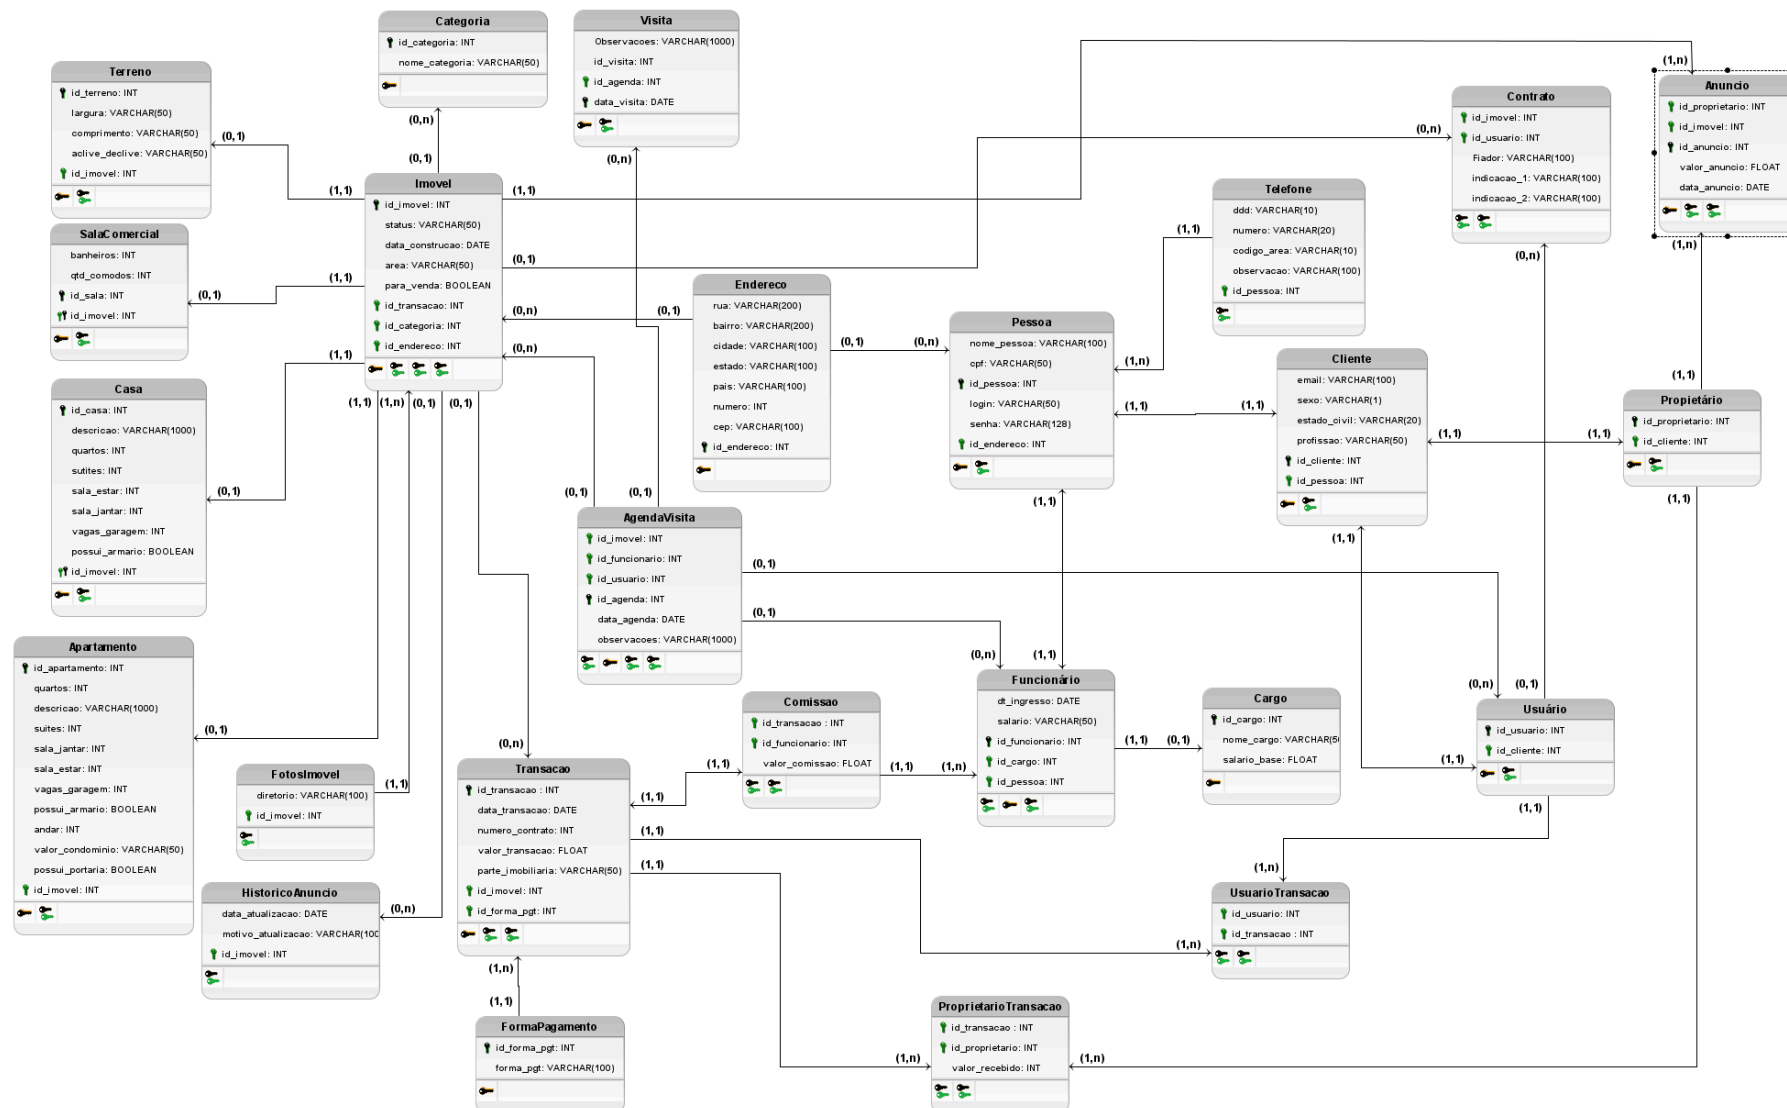 Categoria
id_categoria: INT
nome_categoria: VARCHAR(50)
Visita
Observacoes: VARCHAR(1000)
id_visita: INT
id_agenda: INT
data_visita: DATE
Terreno
id_terreno: INT
largura: VARCHAR(50)
comprimento: VARCHAR(50)
aclive_declive: VARCHAR(50)
id_imovel: INT
Contrato
id_imovel: INT
id_usuario: INT
Fiador: VARCHAR(100)
indicacao_1: VARCHAR(100)
indicacao_2: VARCHAR(100)
Anuncio
id_proprietario: INT
id_imovel: INT
id_anuncio: INT
valor_anuncio: FLOAT
data_anuncio: DATE
(1,n)
(0,n)
(0,1)
(0,1)
(0,n)
(0,n)
(1,1)
(1,1)
Imovel
id_imovel: INT
status: VARCHAR(50)
data_construcao: DATE
area: VARCHAR(50)
para_venda: BOOLEAN
id_transacao: INT
id_categoria: INT
id_endereco: INT
Telefone
ddd: VARCHAR(10)
numero: VARCHAR(20)
codigo_area: VARCHAR(10)
observacao: VARCHAR(100)
id_pessoa: INT
SalaComercial
banheiros: INT
qtd_comodos: INT
id_sala: INT
id_imovel: INT
(1,1)
(0,n)
(1,n)
(0,1)
(1,1)
(0,1)
(0,n)
(0,1)
Endereco
rua: VARCHAR(200)
bairro: VARCHAR(200)
cidade: VARCHAR(100)
estado: VARCHAR(100)
pais: VARCHAR(100)
numero: INT
cep: VARCHAR(100)
id_endereco: INT
Pessoa
nome_pessoa: VARCHAR(100)
cpf: VARCHAR(50)
id_pessoa: INT
login: VARCHAR(50)
senha: VARCHAR(128)
id_endereco: INT
(0,1)
(0,n)
(1,n)
(1,1)
(1,1)
Cliente
email: VARCHAR(100)
sexo: VARCHAR(1)
estado_civil: VARCHAR(20)
profissao: VARCHAR(50)
id_cliente: INT
id_pessoa: INT
(1,1)
Propietário
id_proprietario: INT
id_cliente: INT
(1,1)
(1,1)
(1,1)
Casa
id_casa: INT
descricao: VARCHAR(1000)
quartos: INT
sutites: INT
sala_estar: INT
sala_jantar: INT
vagas_garagem: INT
possui_armario: BOOLEAN
id_imovel: INT
(1,1)
(0,n)
(1,1)
(1,n)
(0,1)
(0,1)
(0,1)
(0,1)
(0,1)
(1,1)
(1,1)
(1,1)
AgendaVisita
id_imovel: INT
id_funcionario: INT
id_usuario: INT
id_agenda: INT
data_agenda: DATE
observacoes: VARCHAR(1000)
(0,1)
(0,1)
(0,n)
(1,1)
(0,n)
(0,1)
Apartamento
id_apartamento: INT
quartos: INT
descricao: VARCHAR(1000)
suites: INT
sala_jantar: INT
sala_estar: INT
vagas_garagem: INT
possui_armario: BOOLEAN
andar: INT
valor_condominio: VARCHAR(50)
possui_portaria: BOOLEAN
id_imovel: INT
(0,1)
Funcionário
dt_ingresso: DATE
salario: VARCHAR(50)
id_funcionario: INT
id_cargo: INT
id_pessoa: INT
Comissao
id_transacao : INT
id_funcionario: INT
valor_comissao: FLOAT
Cargo
id_cargo: INT
nome_cargo: VARCHAR(5
salario_base: FLOAT
Usuário
id_usuario: INT
id_cliente: INT
(1,1)
(0,1)
(1,1)
(1,1)
(1,n)
(0,n)
(1,1)
(1,1)
(1,1)
FotosImovel
diretorio: VARCHAR(100)
id_imovel: INT
(1,1)
Transacao
id_transacao : INT
data_transacao: DATE
numero_contrato: INT
valor_transacao: FLOAT
parte_imobiliaria: VARCHAR(50)
id_imovel: INT
id_forma_pgt: INT
(1,1)
(1,1)
(1,n)
UsuarioTransacao
id_usuario: INT
id_transacao : INT
(1,n)
HistoricoAnuncio
data_atualizacao: DATE
motivo_atualizacao: VARCHAR(100
id_imovel: INT
(0,n)
(1,n)
(1,1)
FormaPagamento
id_forma_pgt: INT
forma_pgt: VARCHAR(100)
ProprietarioTransacao
id_transacao : INT
id_proprietario: INT
valor_recebido: INT
(1,n)
(1,n)